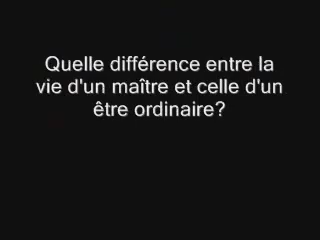 Quelle différence entre la
vie d'un maître et celle d'un
être ordinaire?